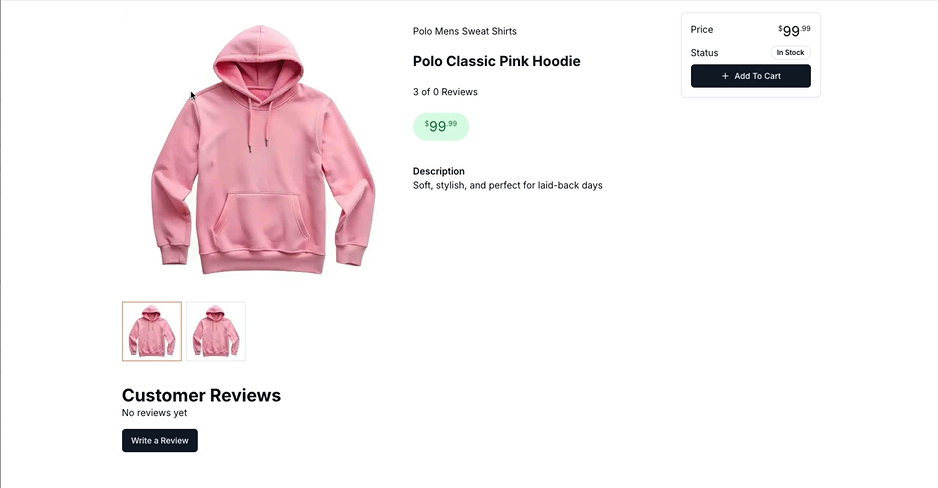 Polo Mens Sweat Shirts
Polo Classic Pink Hoodie
3 of 0 Reviews
$99.99
Description
Soft, stylish, and perfect for laid-back days
Price $99.99
Status In Stock
+ Add To Cart
Customer Reviews
No reviews yet
Write a Review